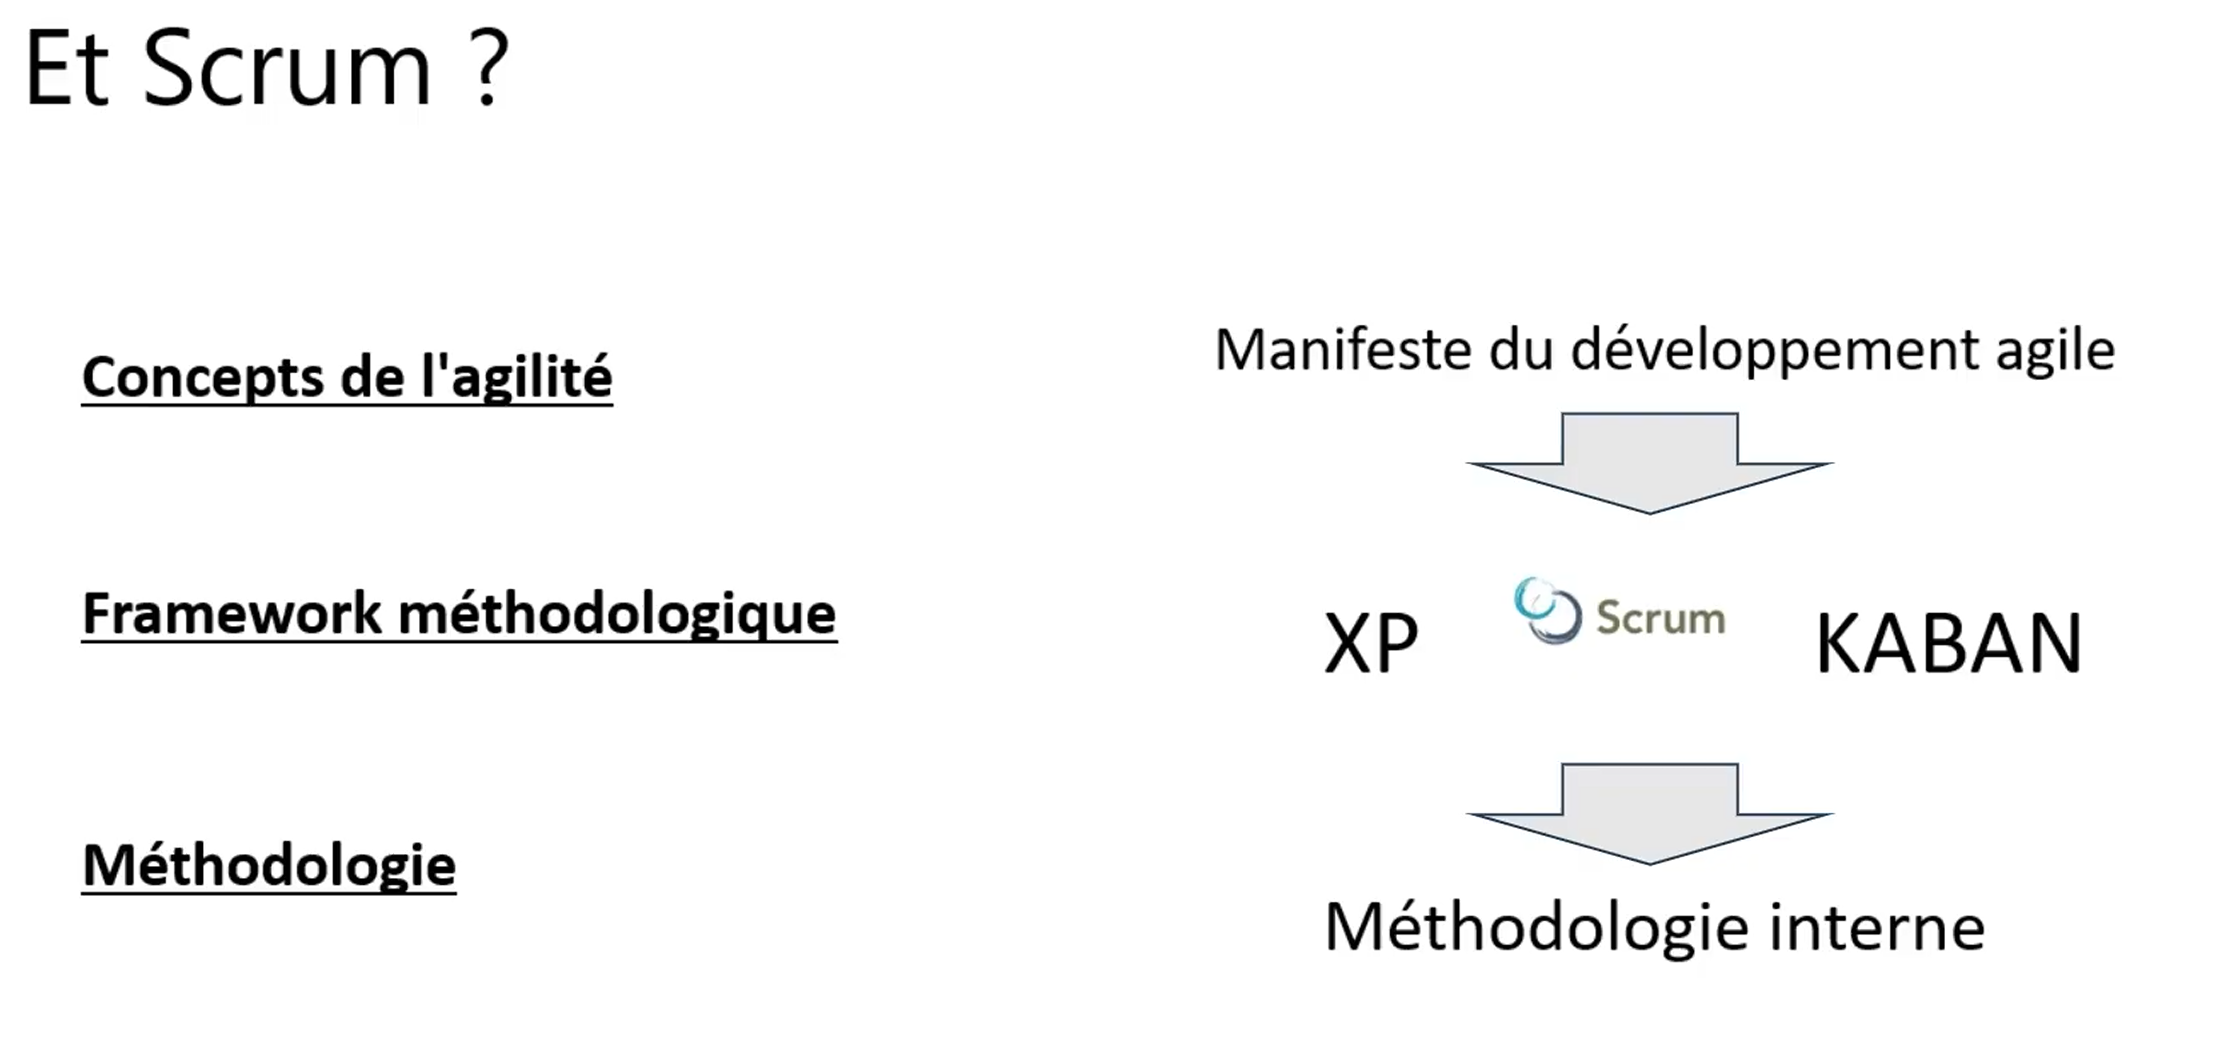 Et Scrum ?
Concepts de l'agilité
Manifeste du développement agile
Framework méthodologique
XP
Scrum
KABAN
Méthodologie
Méthodologie interne